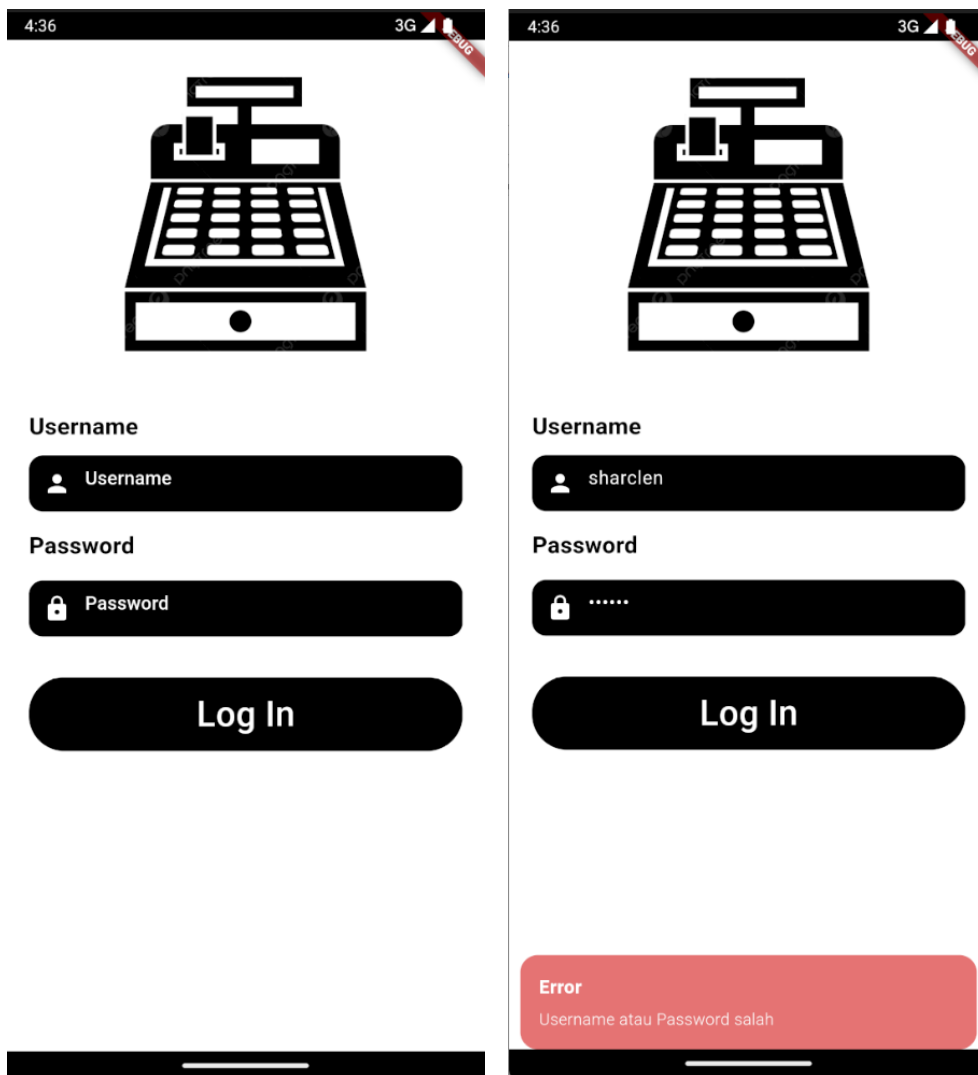 4:36
3G
DEBUG
Username
Username
Password
Password
Log In
4:36
3G
DEBUG
Username
sharclen
Password
••••••
Log In
Error
Username atau Password salah